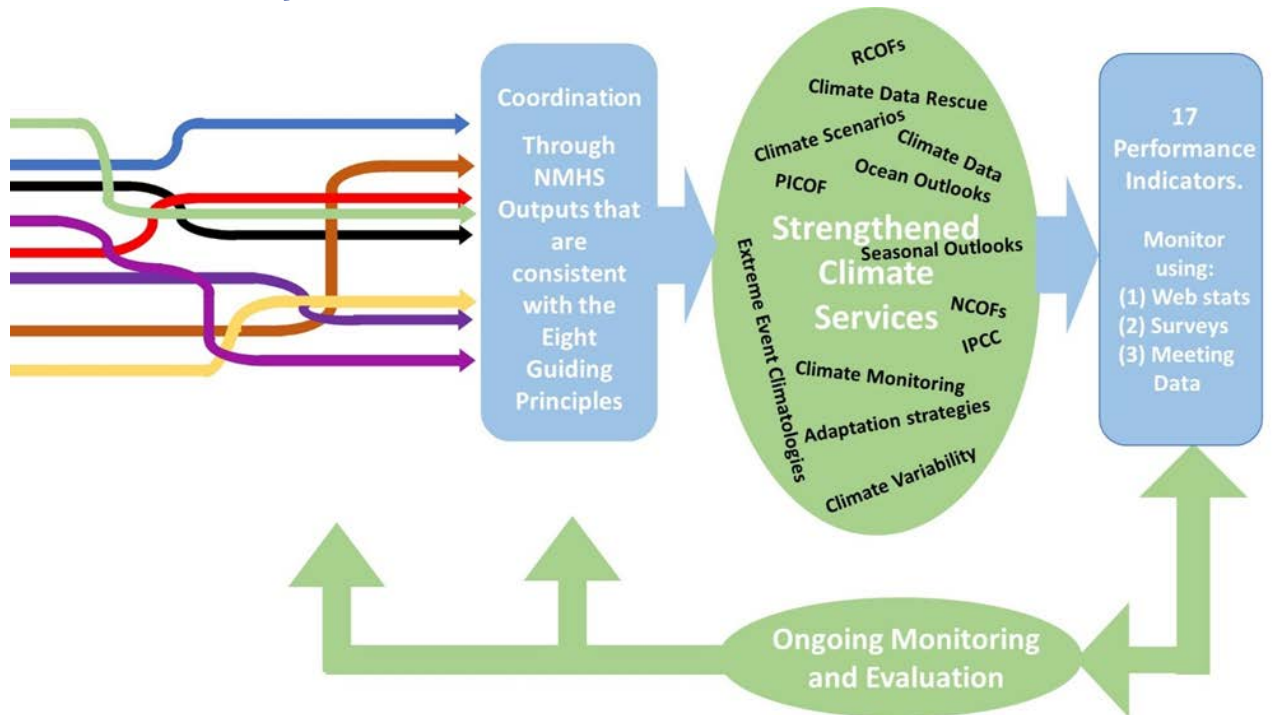 Coordination
Through
NMHS
Outputs that
are
consistent
with the
Eight
Guiding
Principles
RCOFs
Climate Data Rescue
Climate Scenarios
Climate Data
Ocean Outlooks
PICOF
Strengthened
Climate
Services
Seasonal Outlooks
Extreme Event Climatologies
NCOFs
IPCC
Climate Monitoring
Adaptation strategies
Climate Variability
17
Performance
Indicators.
Monitor
using:
(1) Web stats
(2) Surveys
(3) Meeting
Data
Ongoing Monitoring
and Evaluation